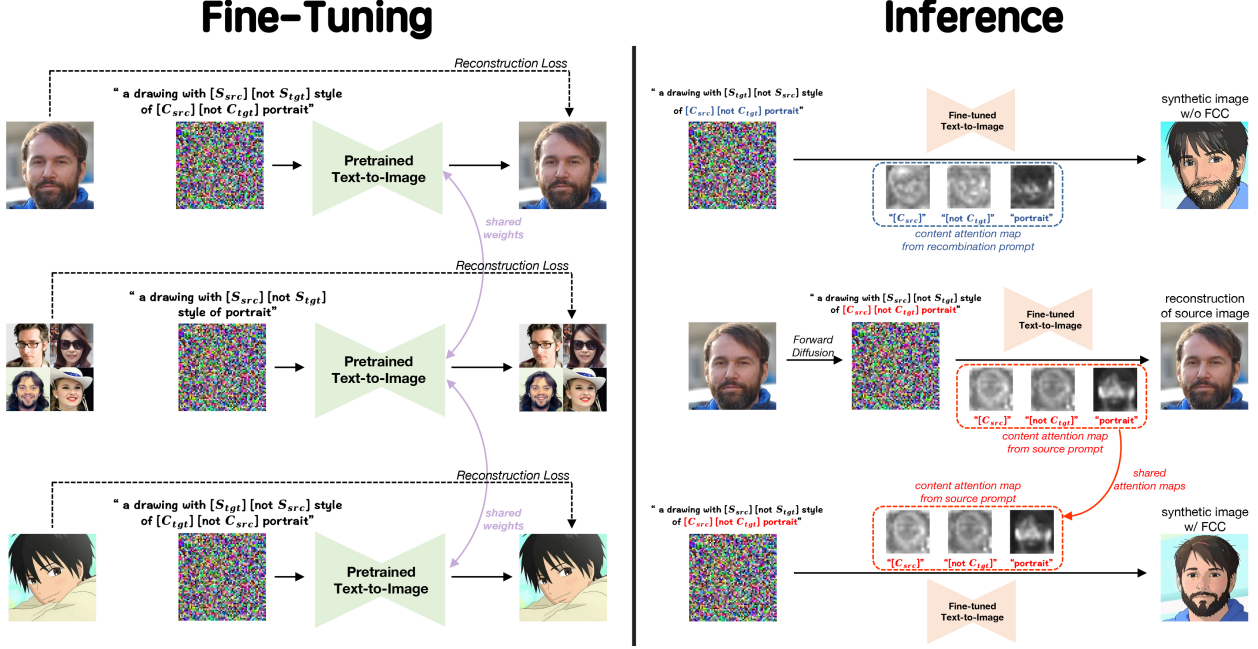 Fine-Tuning
Reconstruction Loss
“ a drawing with [S_src] [not S_tgt] style
of [C_src] [not C_tgt] portrait”
Pretrained
Text-to-Image
shared
weights
Reconstruction Loss
“ a drawing with [S_src] [not S_tgt]
style of portrait”
Pretrained
Text-to-Image
Reconstruction Loss
“ a drawing with [S_tgt] [not S_src] style
of [C_tgt] [not C_src] portrait”
shared
weights
Pretrained
Text-to-Image
Inference
“ a drawing with [S_tgt] [not S_src] style
of [C_src] [not C_tgt] portrait”
Fine-tuned
Text-to-Image
synthetic image
w/o FCC
“[C_src]” “[not C_tgt]” “portrait”
content attention map
from recombination prompt
“ a drawing with [S_src] [not S_tgt] style
of [C_src] [not C_tgt] portrait”
Fine-tuned
Text-to-Image
reconstruction
of source image
Forward
Diffusion
“[C_src]” “[not C_tgt]” “portrait”
content attention map
from source prompt
shared
attention maps
content attention map
from source prompt
“ a drawing with [S_src] [not S_tgt] style
of [C_src] [not C_tgt] portrait”
synthetic image
w/ FCC
“[C_src]” “[not C_tgt]” “portrait”
Fine-tuned
Text-to-Image